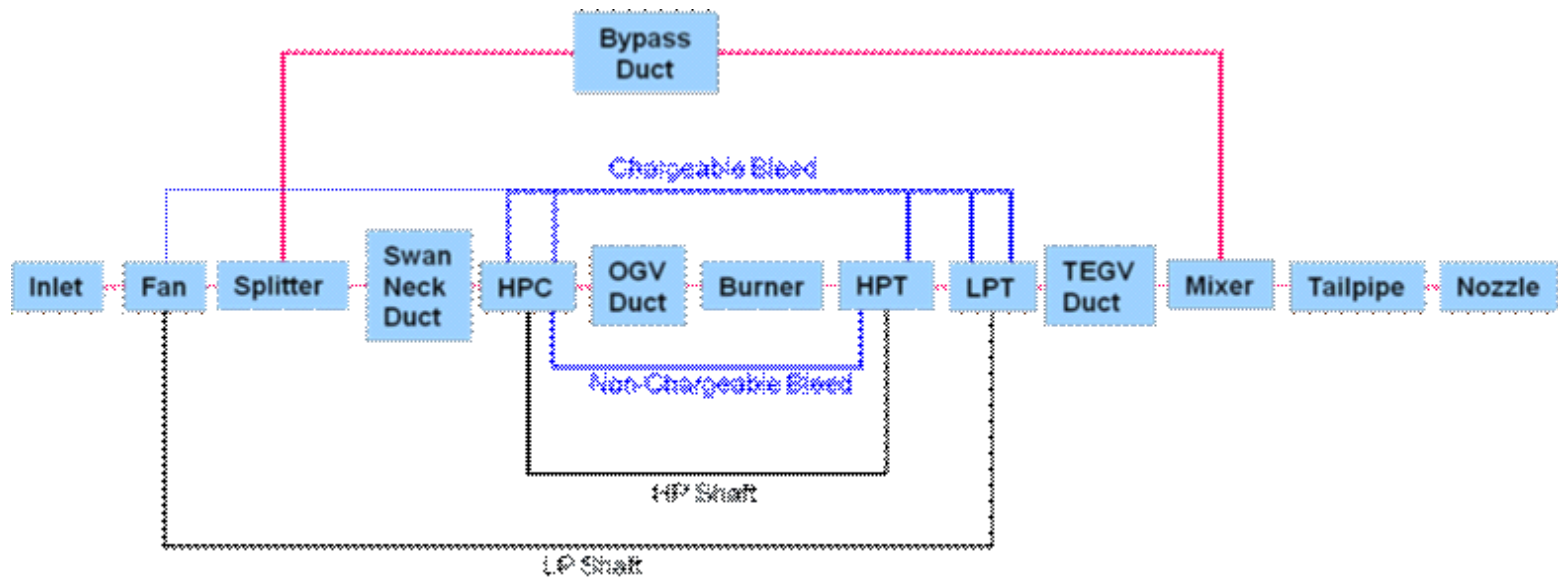 Bypass
Duct
Chargeable Bleed
Inlet
Fan
Splitter
Swan
Neck
Duct
HPC
OGV
Duct
Burner
HPT
LPT
TEGV
Duct
Mixer
Tailpipe
Nozzle
Non-Chargeable Bleed
HP Shaft
LP Shaft